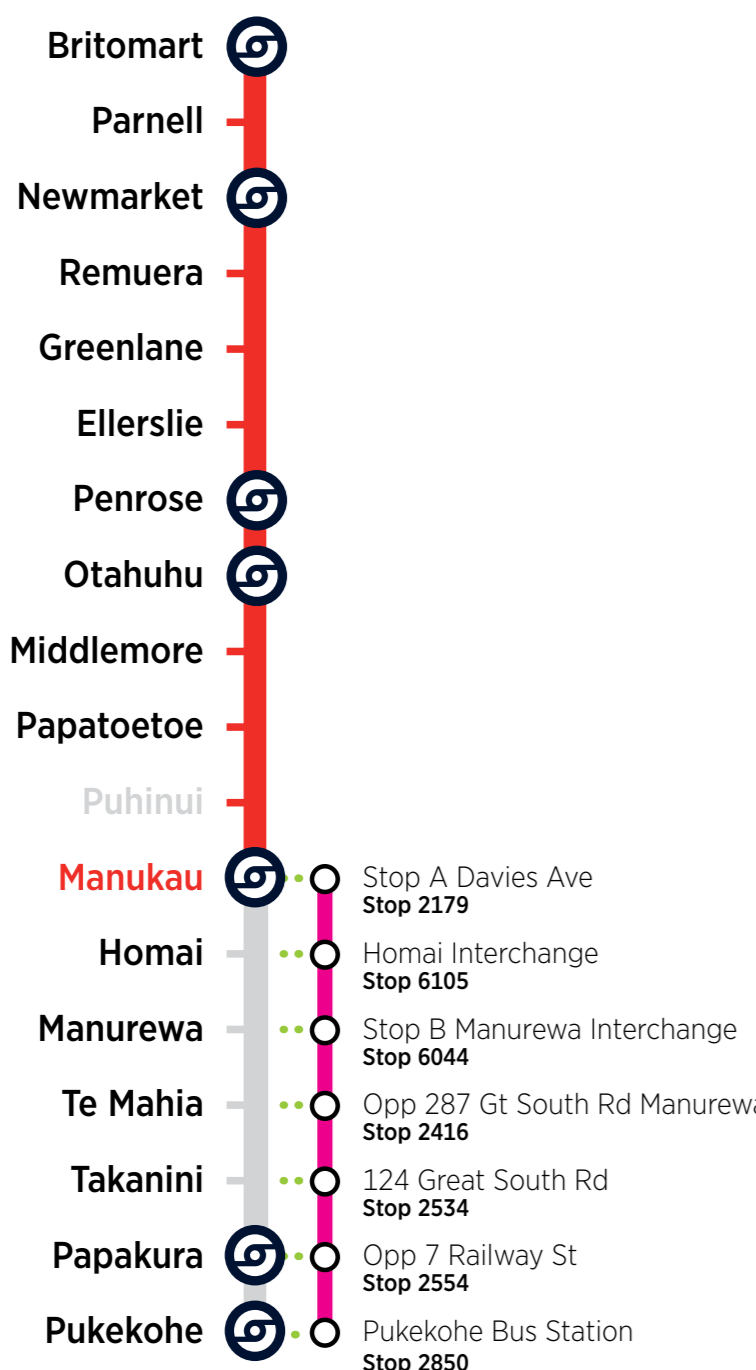 Britomart
Parnell
Newmarket
Remuera
Greenlane
Ellerslie
Penrose
Otahuhu
Middlemore
Papatoetoe
Puhinui
Manukau
Stop A Davies Ave
Stop 2179
Homai
Homai Interchange
Stop 6105
Manurewa
Stop B Manurewa Interchange
Stop 6044
Te Mahia
Opp 287 Gt South Rd Manurewa
Stop 2416
Takanini
124 Great South Rd
Stop 2534
Papakura
Opp 7 Railway St
Stop 2554
Pukekohe
Pukekohe Bus Station
Stop 2850